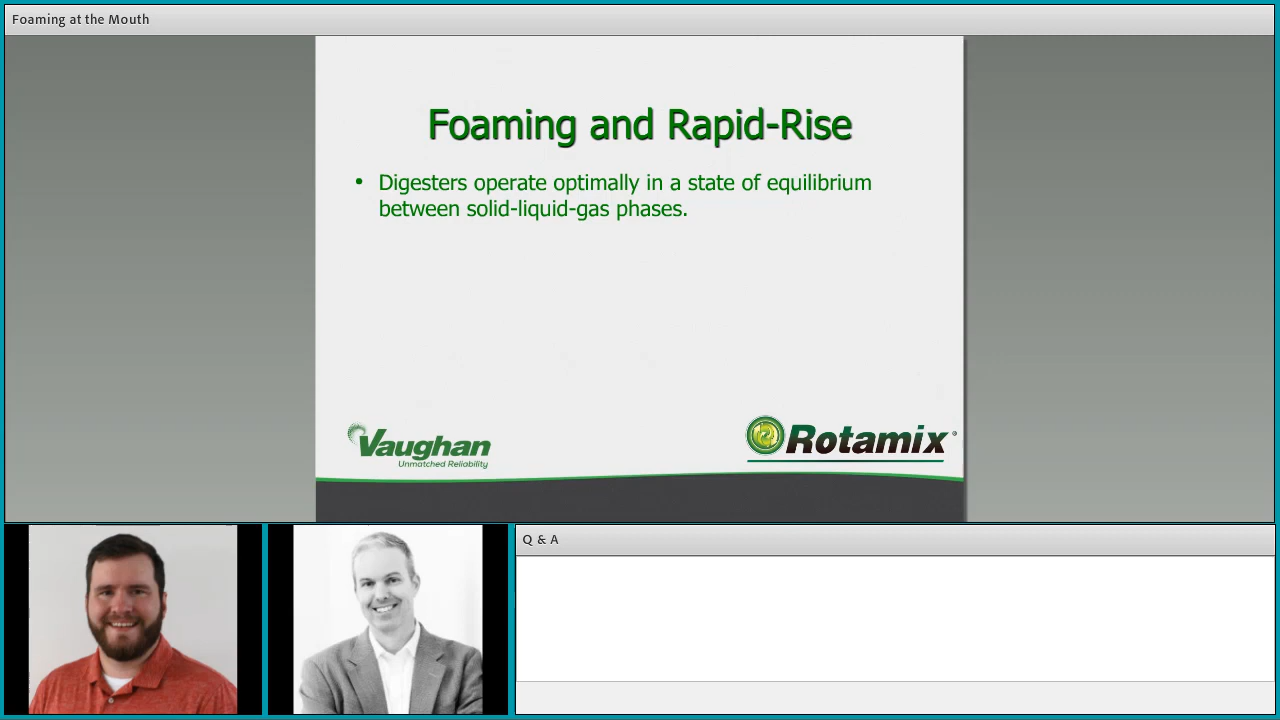 Foaming at the Mouth
Foaming and Rapid-Rise
• Digesters operate optimally in a state of equilibrium
between solid-liquid-gas phases.
Vaughan
Unmatched Reliability
Rotamix®
Q & A